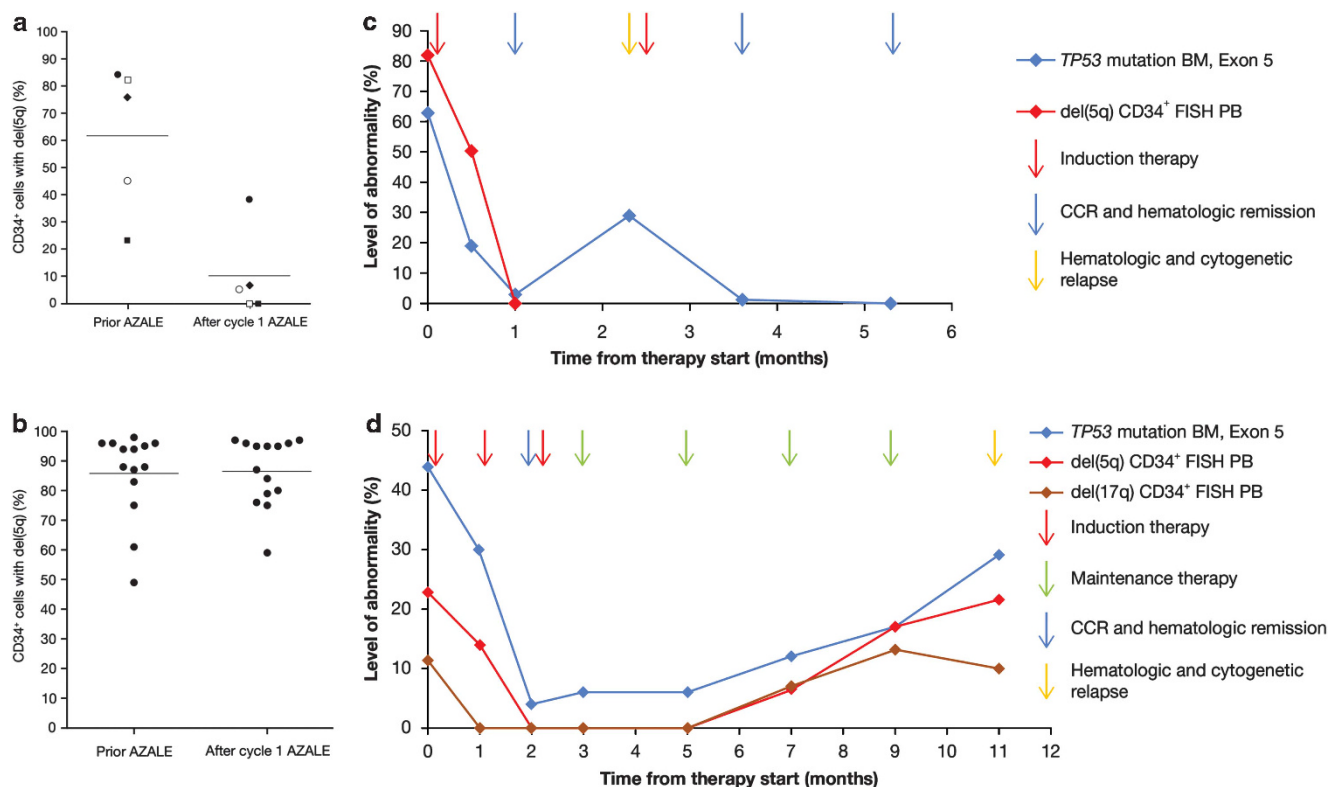 a
CD34+ cells with del(5q) (%)
100
90
80
70
60
50
40
30
20
10
0
Prior AZALE
After cycle 1 AZALE
c
Level of abnormality (%)
90
80
70
60
50
40
30
20
10
0
0
1
2
3
4
5
6
Time from therapy start (months)
TP53 mutation BM, Exon 5
del(5q) CD34+ FISH PB
Induction therapy
CCR and hematologic remission
Hematologic and cytogenetic
relapse
b
CD34+ cells with del(5q) (%)
100
90
80
70
60
50
40
30
20
10
0
Prior AZALE
After cycle 1 AZALE
d
Level of abnormality (%)
50
40
30
20
10
0
0
1
2
3
4
5
7
9
11
12
Time from therapy start (months)
TP53 mutation BM, Exon 5
del(5q) CD34+ FISH PB
del(17q) CD34+ FISH PB
Induction therapy
Maintenance therapy
CCR and hematologic remission
Hematologic and cytogenetic
relapse